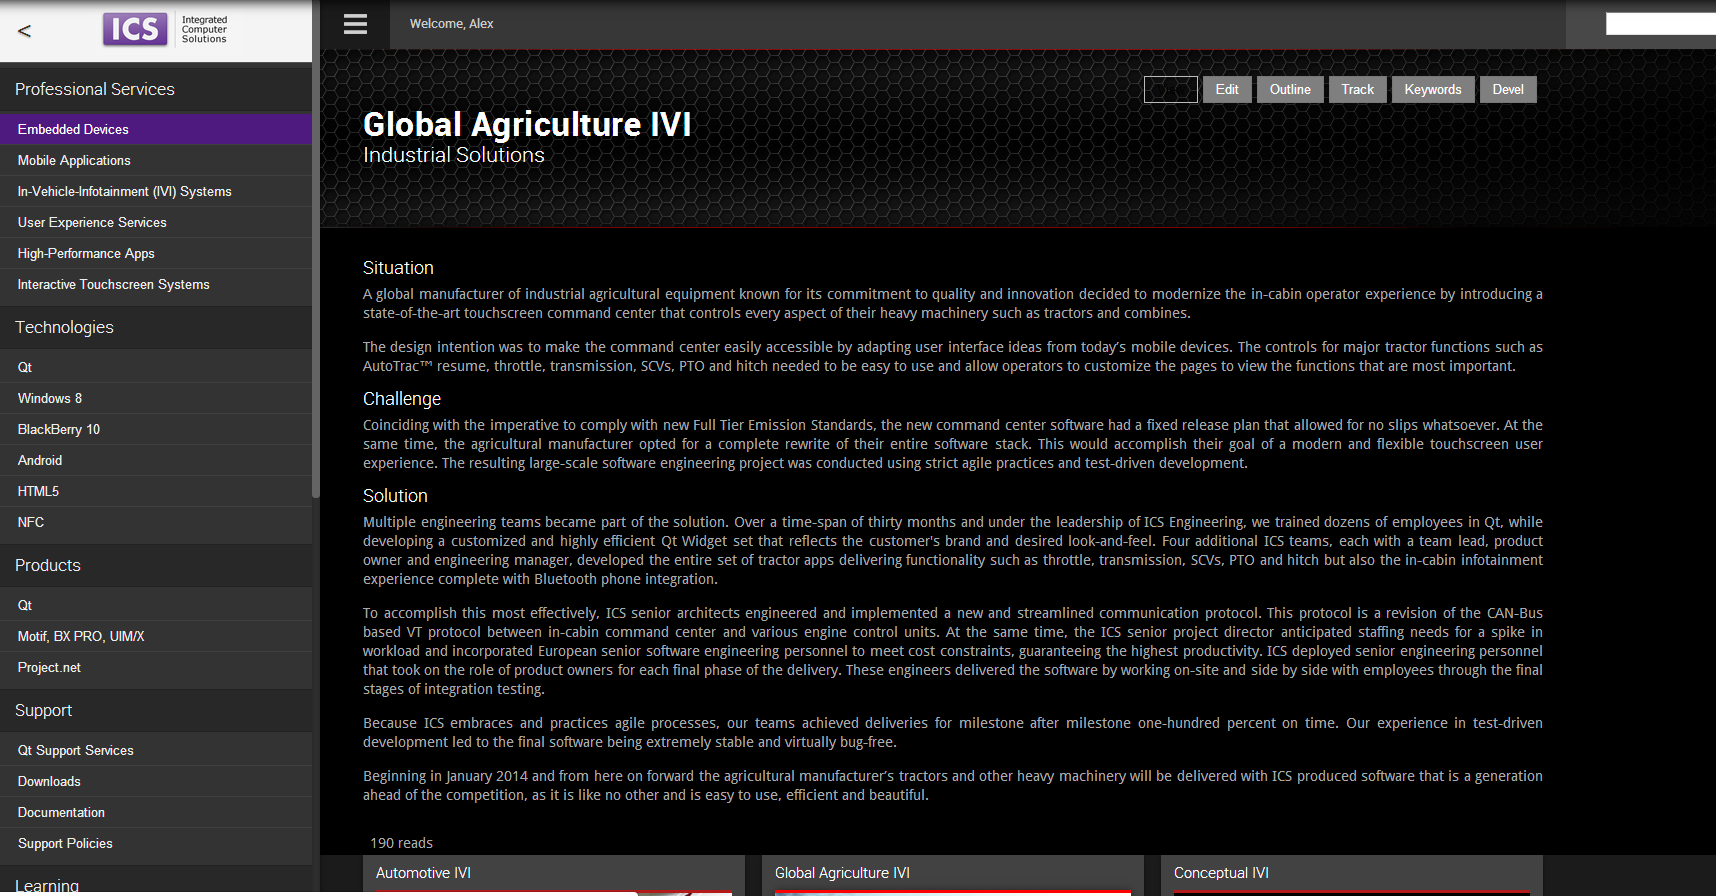 <
ICS
Integrated
Computer
Solutions
Welcome, Alex
Professional Services
Embedded Devices
Mobile Applications
In-Vehicle-Infotainment (IVI) Systems
User Experience Services
High-Performance Apps
Interactive Touchscreen Systems
Technologies
Qt
Windows 8
BlackBerry 10
Android
HTML5
NFC
Products
Qt
Motif, BX PRO, UIM/X
Project.net
Support
Qt Support Services
Downloads
Documentation
Support Policies
Learning
Edit Outline Track Keywords Devel
Global Agriculture IVI
Industrial Solutions
Situation
A global manufacturer of industrial agricultural equipment known for its commitment to quality and innovation decided to modernize the in-cabin operator experience by introducing a
state-of-the-art touchscreen command center that controls every aspect of their heavy machinery such as tractors and combines.
The design intention was to make the command center easily accessible by adapting user interface ideas from today’s mobile devices. The controls for major tractor functions such as
AutoTrac™ resume, throttle, transmission, SCVs, PTO and hitch needed to be easy to use and allow operators to customize the pages to view the functions that are most important.
Challenge
Coinciding with the imperative to comply with new Full Tier Emission Standards, the new command center software had a fixed release plan that allowed for no slips whatsoever. At the
same time, the agricultural manufacturer opted for a complete rewrite of their entire software stack. This would accomplish their goal of a modern and flexible touchscreen user
experience. The resulting large-scale software engineering project was conducted using strict agile practices and test-driven development.
Solution
Multiple engineering teams became part of the solution. Over a time-span of thirty months and under the leadership of ICS Engineering, we trained dozens of employees in Qt, while
developing a customized and highly efficient Qt Widget set that reflects the customer's brand and desired look-and-feel. Four additional ICS teams, each with a team lead, product
owner and engineering manager, developed the entire set of tractor apps delivering functionality such as throttle, transmission, SCVs, PTO and hitch but also the in-cabin infotainment
experience complete with Bluetooth phone integration.
To accomplish this most effectively, ICS senior architects engineered and implemented a new and streamlined communication protocol. This protocol is a revision of the CAN-Bus
based VT protocol between in-cabin command center and various engine control units. At the same time, the ICS senior project director anticipated staffing needs for a spike in
workload and incorporated European senior software engineering personnel to meet cost constraints, guaranteeing the highest productivity. ICS deployed senior engineering personnel
that took on the role of product owners for each final phase of the delivery. These engineers delivered the software by working on-site and side by side with employees through the final
stages of integration testing.
Because ICS embraces and practices agile processes, our teams achieved deliveries for milestone after milestone one-hundred percent on time. Our experience in test-driven
development led to the final software being extremely stable and virtually bug-free.
Beginning in January 2014 and from here on forward the agricultural manufacturer’s tractors and other heavy machinery will be delivered with ICS produced software that is a generation
ahead of the competition, as it is like no other and is easy to use, efficient and beautiful.
190 reads
Automotive IVI
Global Agriculture IVI
Conceptual IVI